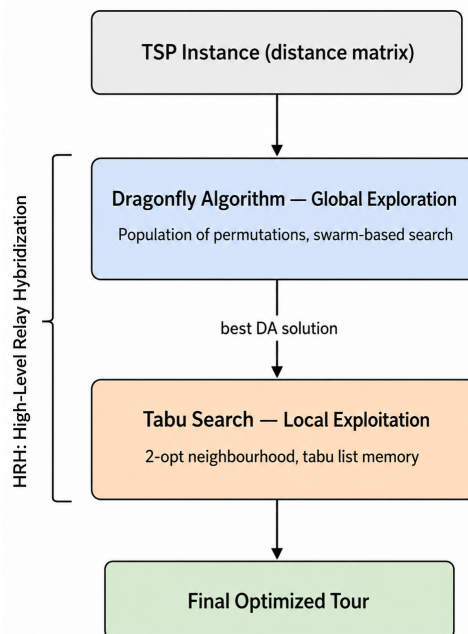 TSP Instance (distance matrix)
HRH: High-Level Relay Hybridization
Dragonfly Algorithm — Global Exploration
Population of permutations, swarm-based search
best DA solution
Tabu Search — Local Exploitation
2-opt neighbourhood, tabu list memory
Final Optimized Tour